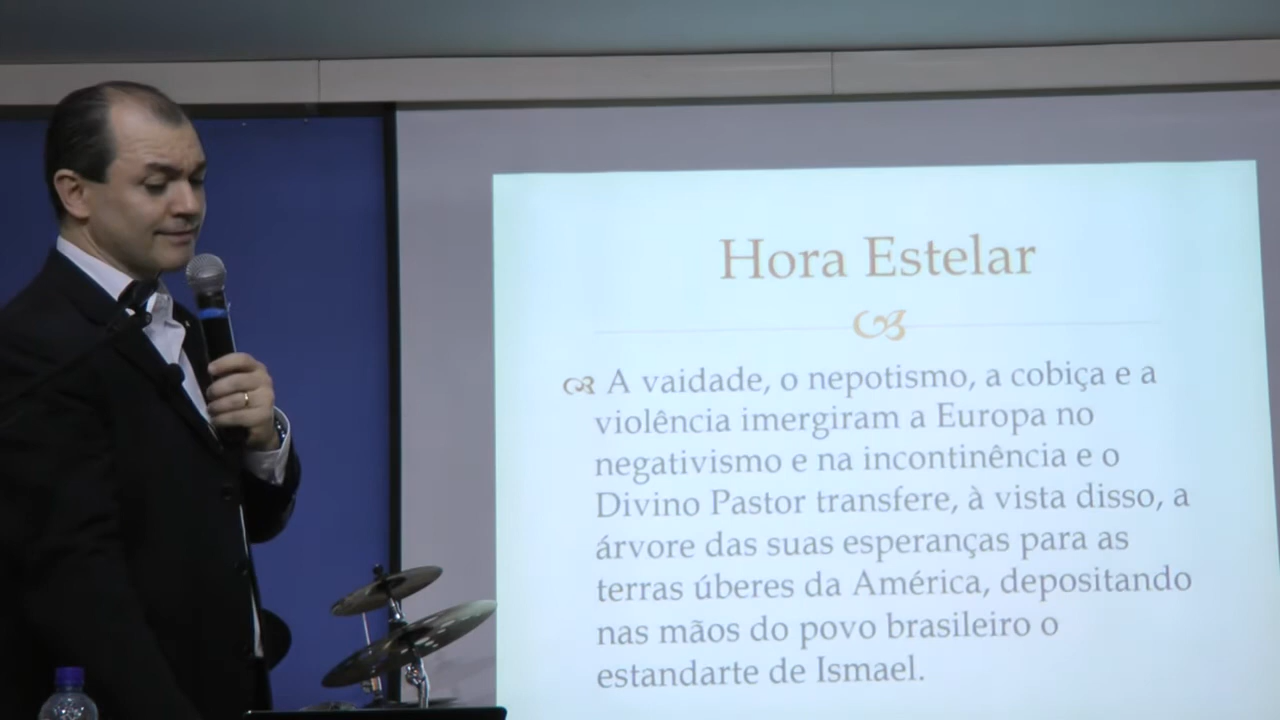 Hora Estelar
A vaidade, o nepotismo, a cobiça e a
violência imergiram a Europa no
negativismo e na incontinência e o
Divino Pastor transfere, à vista disso, a
árvore das suas esperanças para as
terras úberes da América, depositando
nas mãos do povo brasileiro o
estandarte de Ismael.